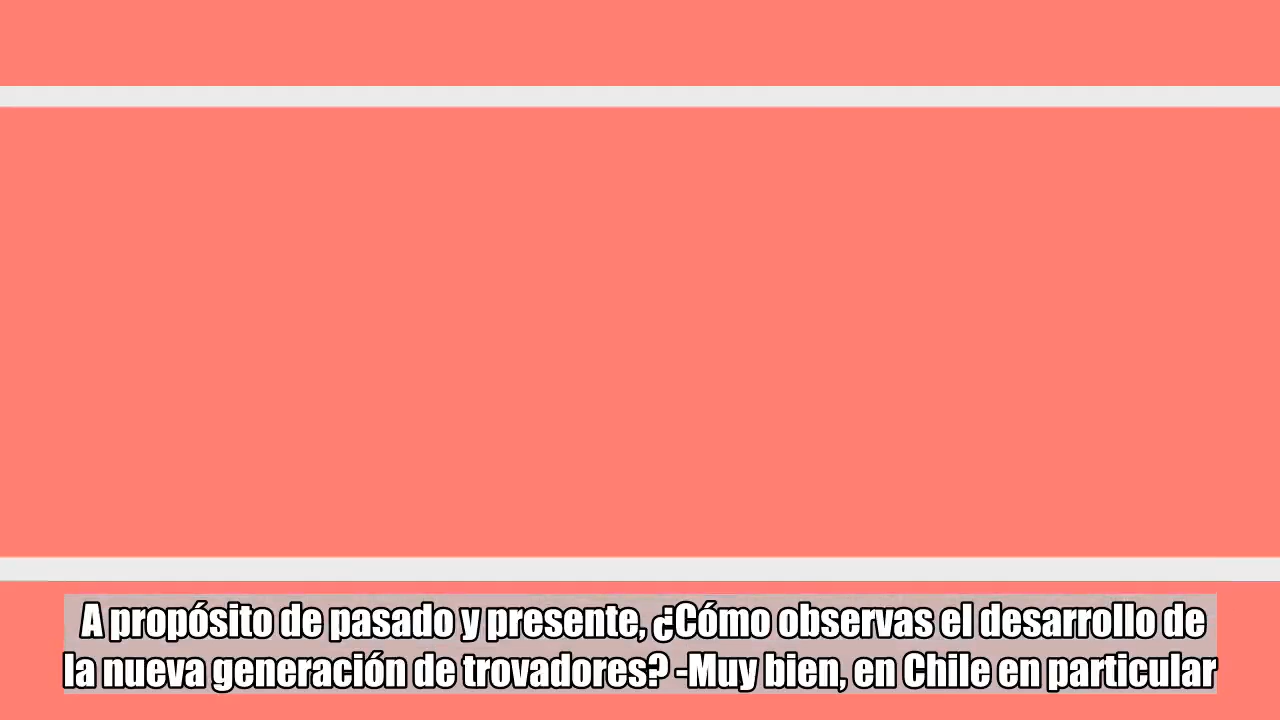 A propósito de pasado y presente, ¿Cómo observas el desarrollo de
la nueva generación de trovadores? -Muy bien, en Chile en particular